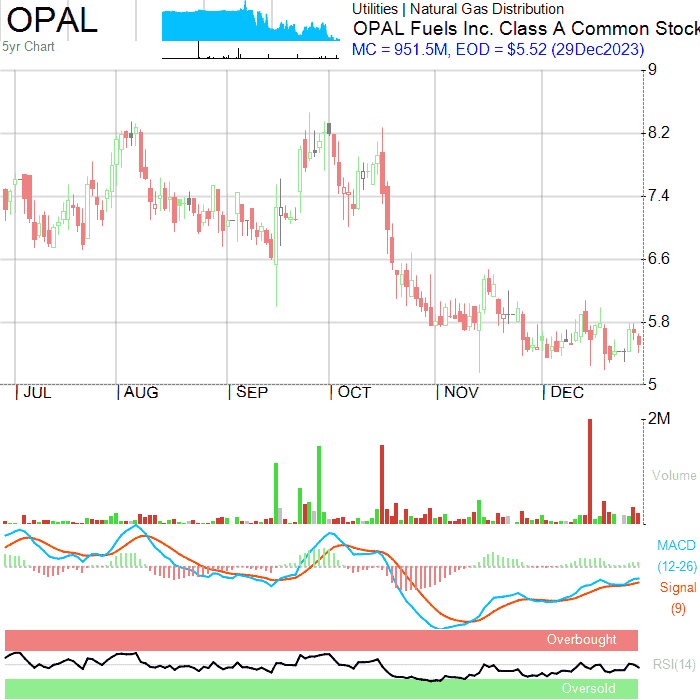 OPAL
5yr Chart
Utilities | Natural Gas Distribution
OPAL Fuels Inc. Class A Common Stock
MC = 951.5M, EOD = $5.52 (29Dec2023)
9
8.2
7.4
6.6
5.8
5
JUL AUG SEP OCT NOV DEC
2M
Volume
MACD
(12-26)
Signal
(9)
Overbought
RSI(14)
Oversold